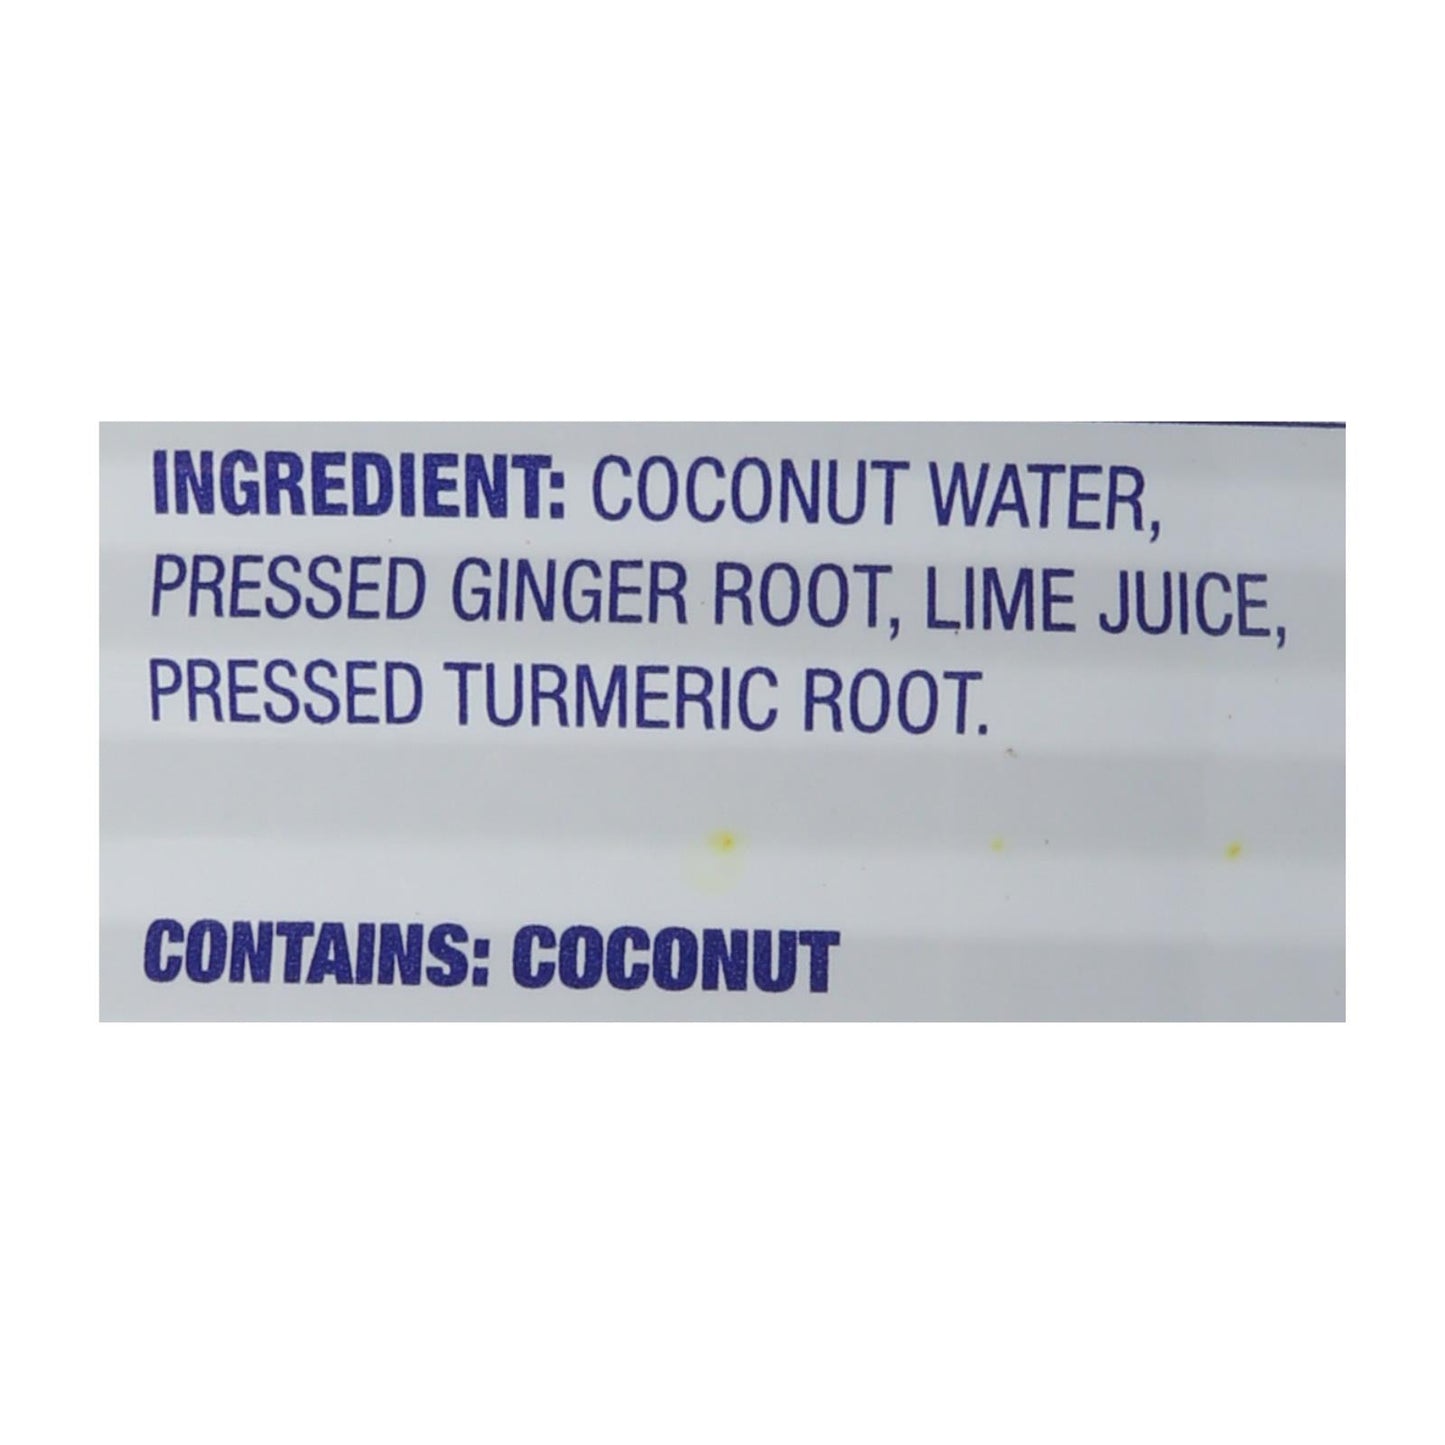 INGREDIENT: COCONUT WATER,
PRESSED GINGER ROOT, LIME JUICE,
PRESSED TURMERIC ROOT.
CONTAINS: COCONUT